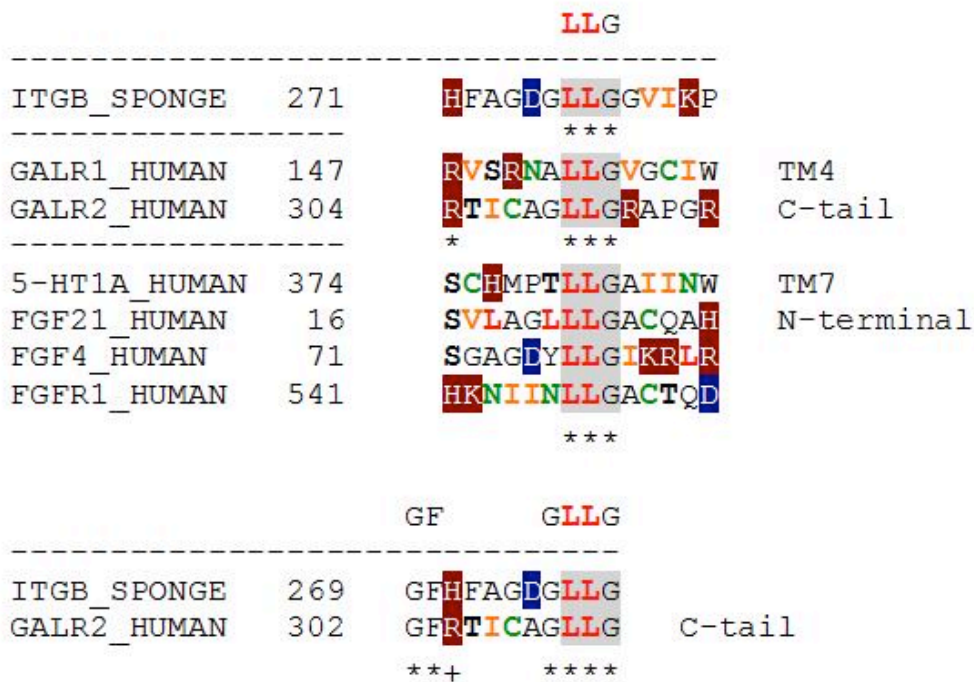 LLG
----------------------------------------
ITGB_SPONGE 271 HFAGDGLLGGVIKP
------------------ ***
GALR1_HUMAN 147 RVSRNALLGVGCIW TM4
GALR2_HUMAN 304 RTICAGLLGRAPGR C-tail
------------------ * ***
5-HT1A_HUMAN 374 SCHMPTLLGAIINW TM7
FGF21_HUMAN 16 SVLAGLLLGACQAH N-terminal
FGF4_HUMAN 71 SGAGDYLLGIKRLR
FGFR1_HUMAN 541 HKNIINLLGACTQD
***
GF GLLG
----------------------------------
ITGB_SPONGE 269 GFHFAGDGLLG
GALR2_HUMAN 302 GFRTICAGLLG C-tail
**+ ****